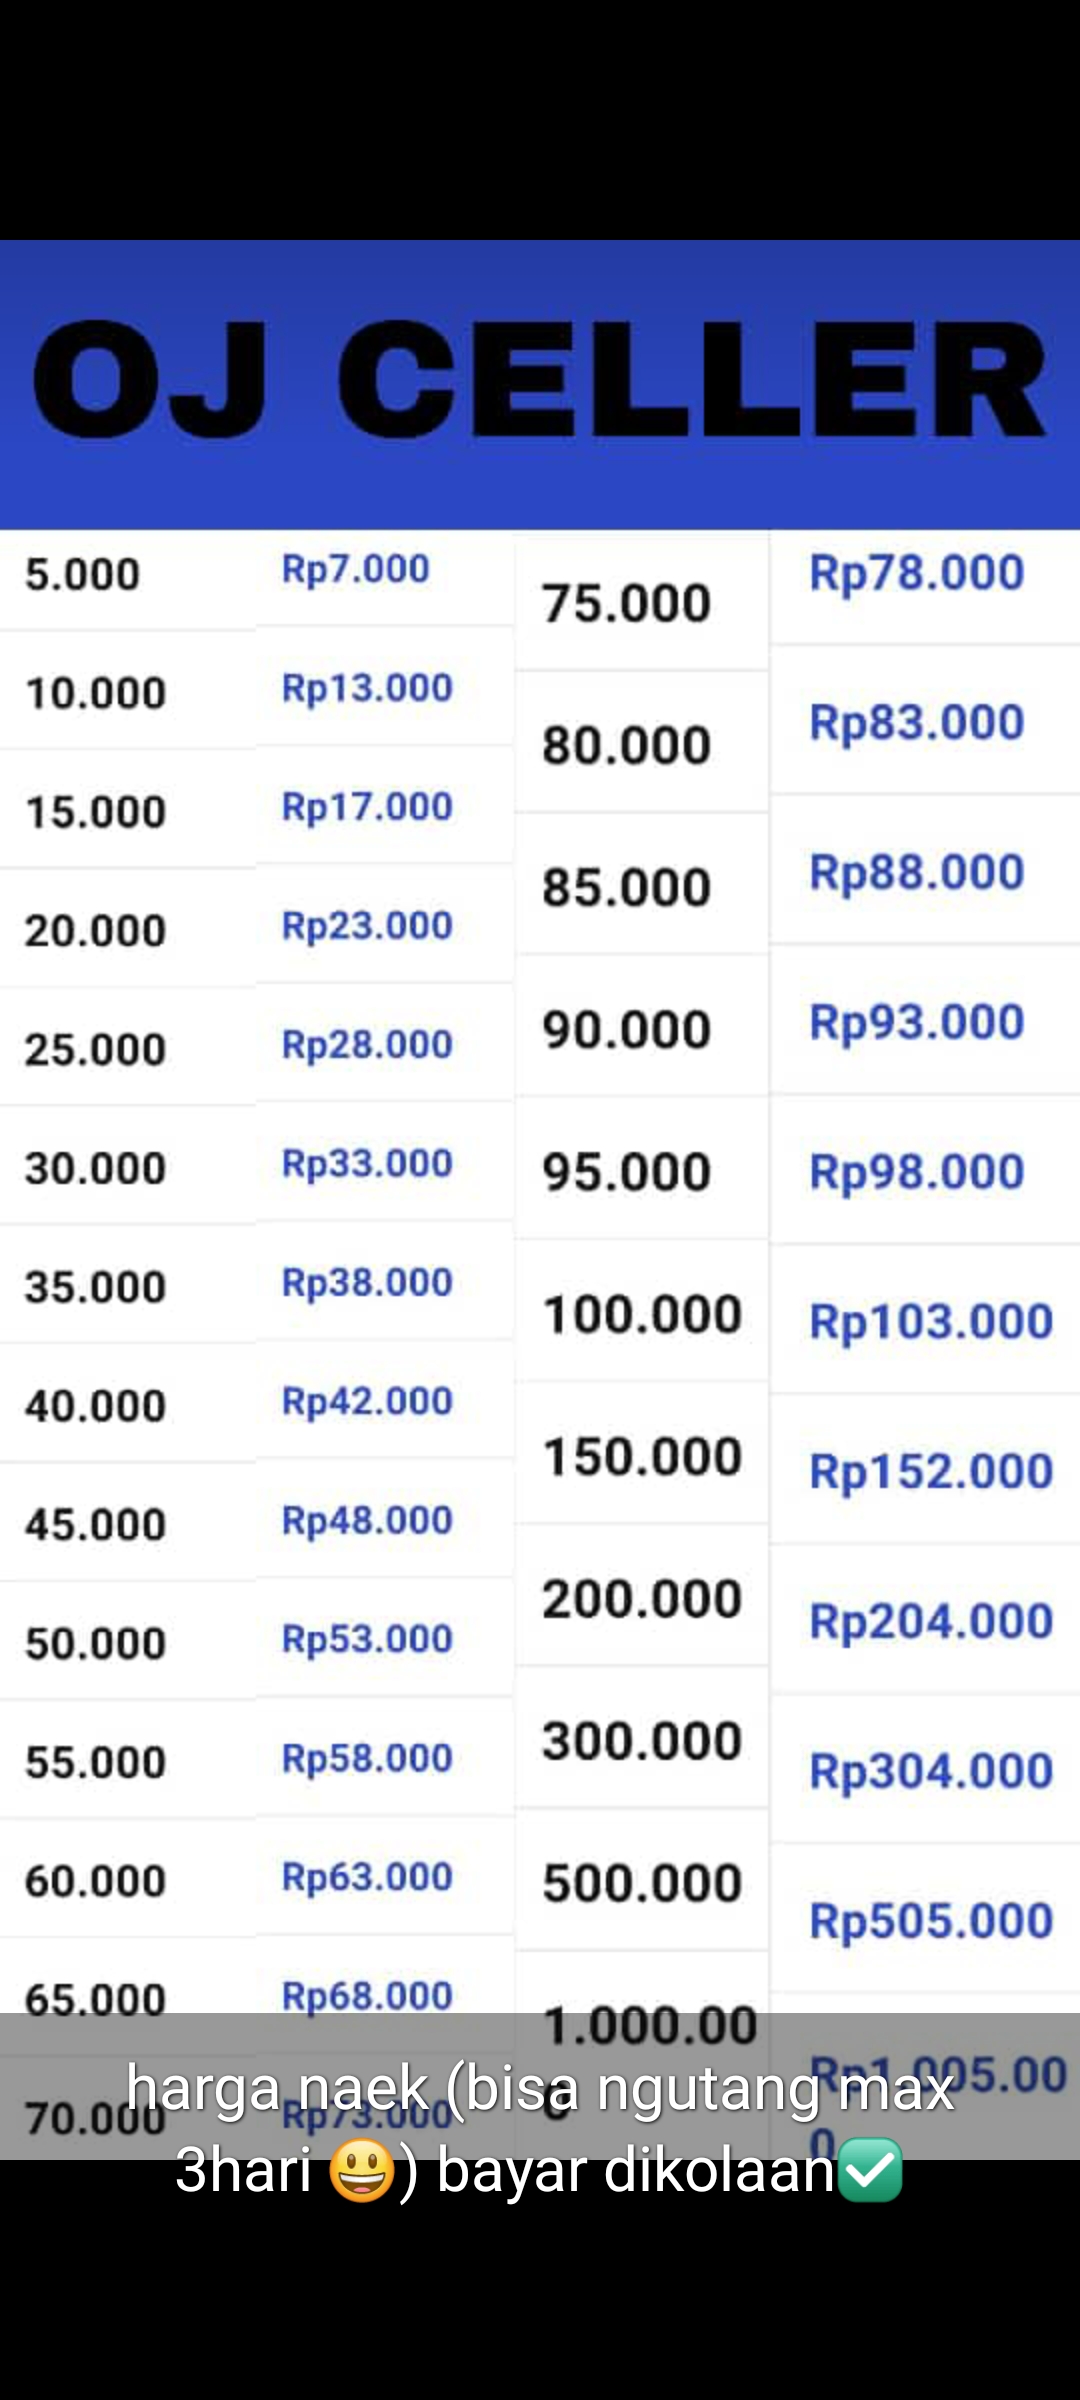 OJ CELLER
5.000 Rp7.000
10.000 Rp13.000
15.000 Rp17.000
20.000 Rp23.000
25.000 Rp28.000
30.000 Rp33.000
35.000 Rp38.000
40.000 Rp42.000
45.000 Rp48.000
50.000 Rp53.000
55.000 Rp58.000
60.000 Rp63.000
65.000 Rp68.000
70.000 Rp73.000
75.000 Rp78.000
80.000 Rp83.000
85.000 Rp88.000
90.000 Rp93.000
95.000 Rp98.000
100.000 Rp103.000
150.000 Rp152.000
200.000 Rp204.000
300.000 Rp304.000
500.000 Rp505.000
1.000.00 Rp1.005.00
0 0
harga naek (bisa ngutang max
3hari 😃) bayar dikolaan✅